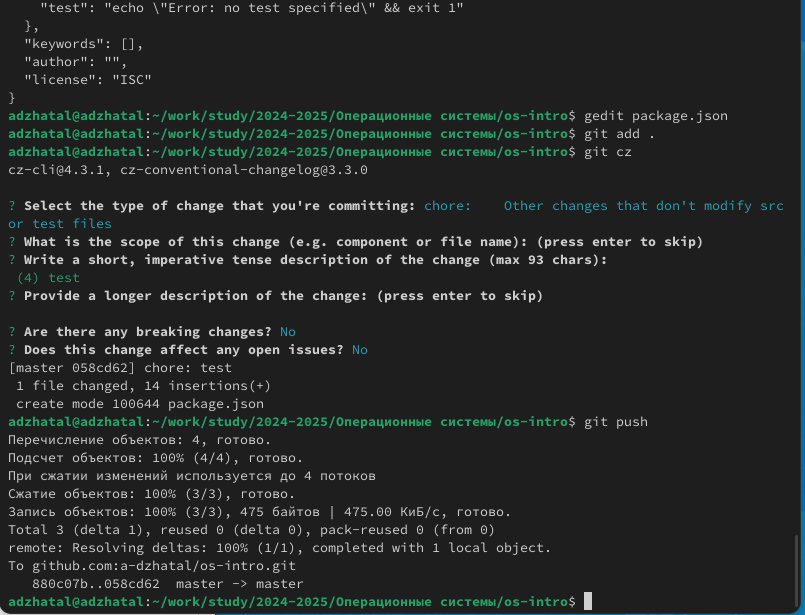 "test": "echo \"Error: no test specified\" && exit 1"
  },
  "keywords": [],
  "author": "",
  "license": "ISC"
}
adzhatal@adzhatal:~/work/study/2024-2025/Операционные системы/os-intro$ gedit package.json
adzhatal@adzhatal:~/work/study/2024-2025/Операционные системы/os-intro$ git add .
adzhatal@adzhatal:~/work/study/2024-2025/Операционные системы/os-intro$ git cz
cz-cli@4.3.1, cz-conventional-changelog@3.3.0

? Select the type of change that you're committing: chore:    Other changes that don't modify src
or test files
? What is the scope of this change (e.g. component or file name): (press enter to skip)
? Write a short, imperative tense description of the change (max 93 chars):
 (4) test
? Provide a longer description of the change: (press enter to skip)

? Are there any breaking changes? No
? Does this change affect any open issues? No
[master 058cd62] chore: test
 1 file changed, 14 insertions(+)
 create mode 100644 package.json
adzhatal@adzhatal:~/work/study/2024-2025/Операционные системы/os-intro$ git push
Перечисление объектов: 4, готово.
Подсчет объектов: 100% (4/4), готово.
При сжатии изменений используется до 4 потоков
Сжатие объектов: 100% (3/3), готово.
Запись объектов: 100% (3/3), 475 байтов | 475.00 КиБ/с, готово.
Total 3 (delta 1), reused 0 (delta 0), pack-reused 0 (from 0)
remote: Resolving deltas: 100% (1/1), completed with 1 local object.
To github.com:a-dzhatal/os-intro.git
   880c07b..058cd62  master -> master
adzhatal@adzhatal:~/work/study/2024-2025/Операционные системы/os-intro$